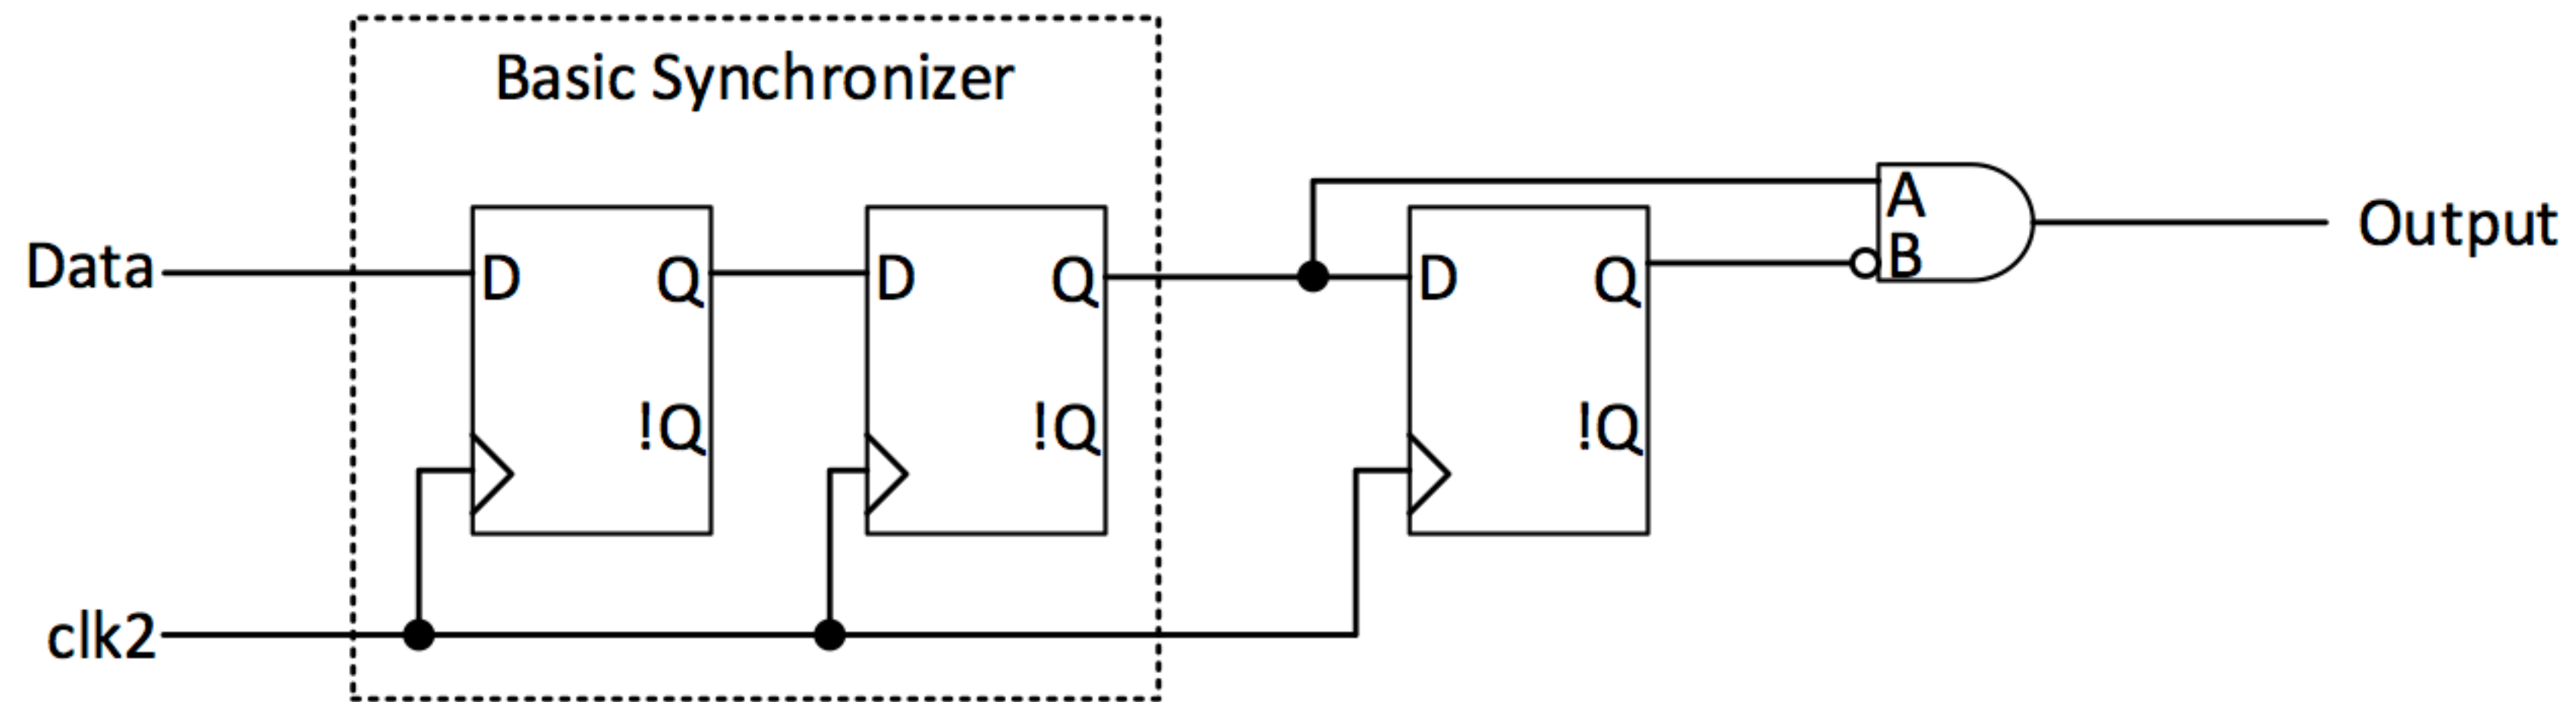 Basic Synchronizer
A
B
Output
Data
D
Q
D
Q
D
Q
!Q
!Q
!Q
clk2